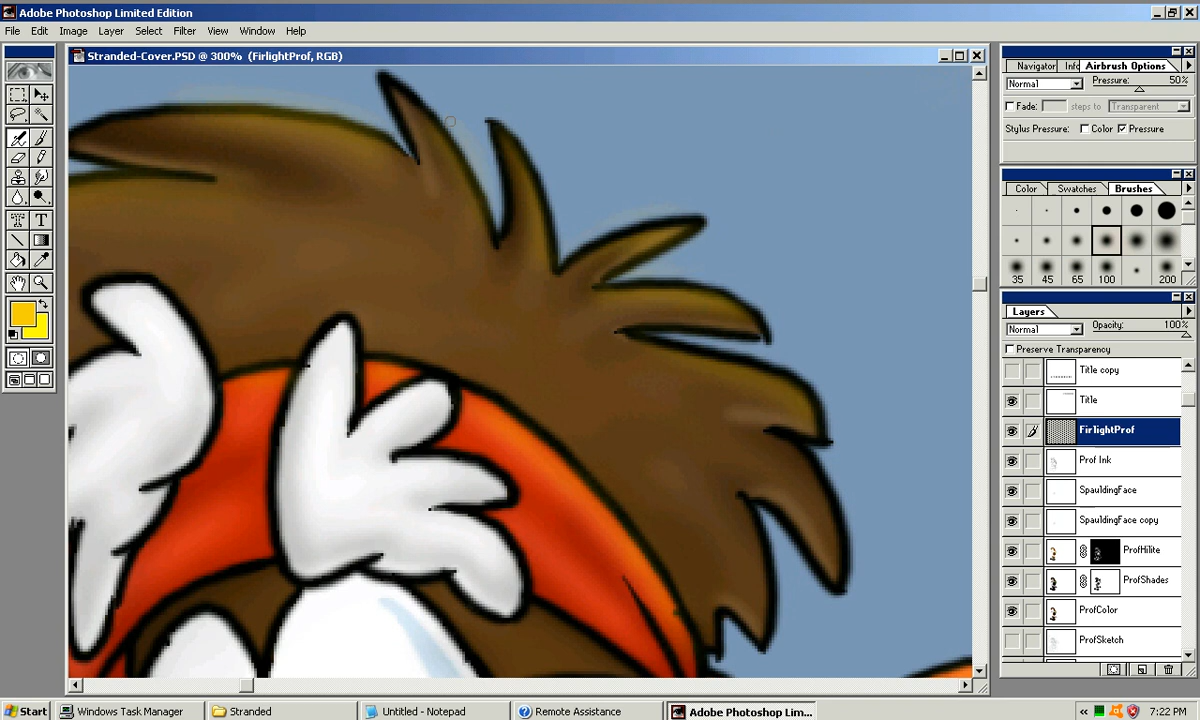 Adobe Photoshop Limited Edition
File Edit Image Layer Select Filter View Window Help
Stranded-Cover.PSD @ 300% (FirlightProf, RGB)
Navigator Info Airbrush Options
Normal Pressure: 50%
Fade: steps to Transparent
Stylus Pressure: Color Pressure
Color Swatches Brushes
35 45 65 100 200
Layers
Normal Opacity: 100%
Preserve Transparency
Title copy
Title
FirlightProf
Prof Ink
SpauldingFace
SpauldingFace copy
ProfHilite
ProfShades
ProfColor
ProfSketch
Start Windows Task Manager Stranded Untitled - Notepad Remote Assistance Adobe Photoshop Lim... « 7:22 PM